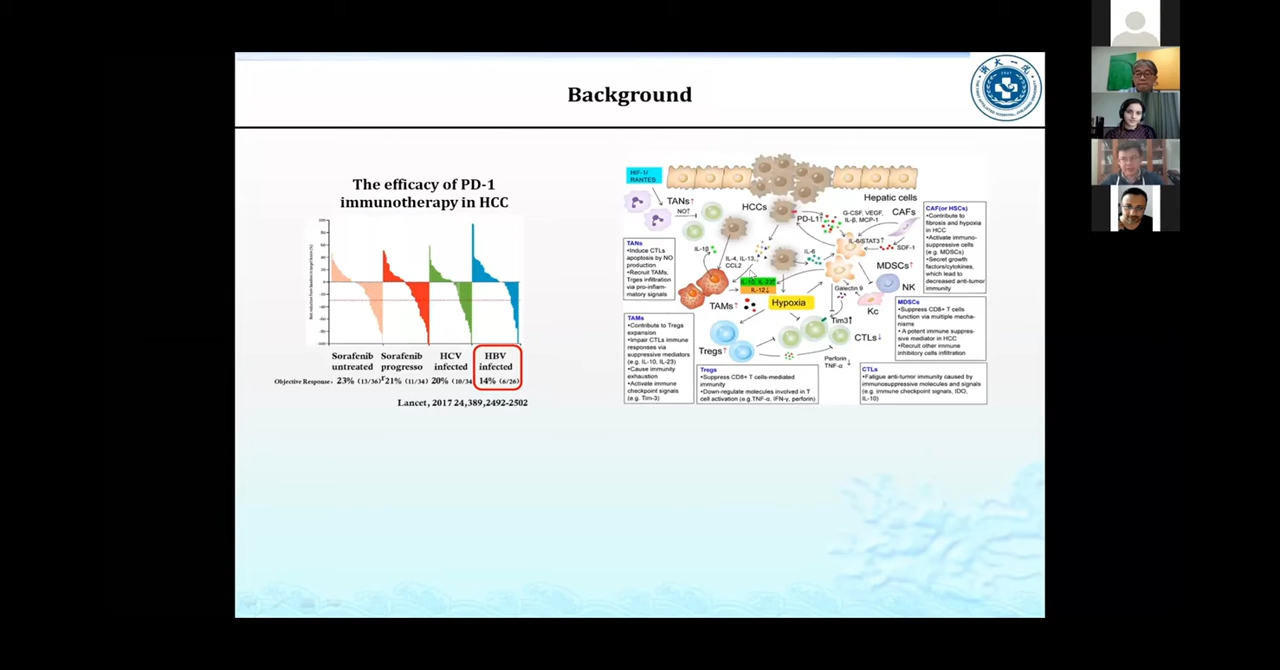 Background
浙大一院
1947
The efficacy of PD-1
immunotherapy in HCC
Sorafenib
untreated
Sorafenib
progresso
r
HCV
infected
HBV
infected
Objective Response:
23% (13/36)
21% (11/34)
20% (10/34
14% (6/26)
Lancet, 2017 24,389,2492-2502
HIF-1/
RANTES
TANs↑
NO↑
HCCs
Hepatic cells
PD-L1↑
G-CSF, VEGF,
IL-β, MCP-1
CAFs
IL-6/STAT3↑
SDF-1
IL-1β
IL-4, IL-13,
CCL2
IL-6
MDSCs↑
NK
IL-10, IL-23↑
IL-12↓
Galectin 9
TAMs↑
Hypoxia
Kc
Tim3↑
CTLs↓
Tregs↑
Perforin
TNF-α
TANs
•Induce CTLs
apoptosis by NO
production
•Recruit TAMs,
Trges infiltration
via pro-inflam-
matory signals
TAMs
•Contribute to Tregs
expansion
•Impair CTLs immune
responses via
suppressive mediators
(e.g. IL-10, IL-23)
•Cause immunity
exhaustion
•Activate immune
checkpoint signals
(e.g. Tim-3)
Tregs
•Suppress CD8+ T cells-mediated
immunity
•Down-regulate molecules involved in T
cell activation (e.g.TNF-α, IFN-γ, perforin)
CAF(or HSCs)
•Contribute to
fibrosis and hypoxia
in HCC
•Activate immuno-
suppressive cells
(e.g. MDSCs)
•Secret growth
factors/cytokines,
which lead to
decreased anti-tumor
immunity
MDSCs
•Suppress CD8+ T cells
function via multiple mecha-
nisms
•A potent immune suppres-
sive mediator in HCC
•Recruit other immune
inhibitory cells infiltration
CTLs
•Fatigue anti-tumor immunity caused by
immunosuppressive molecules and signals
(e.g. immune checkpoint signals, IDO,
IL-10)